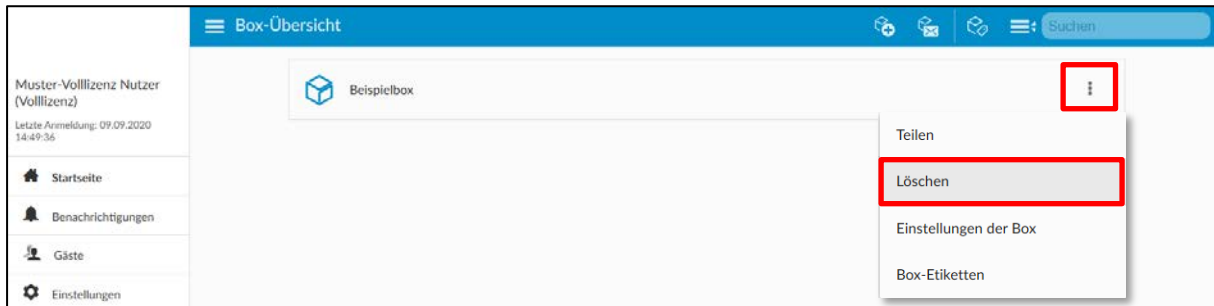 Box-Übersicht
Suchen
Muster-Volllizenz Nutzer
(Volllizenz)
Letzte Anmeldung: 09.09.2020
14:49:36
Startseite
Benachrichtigungen
Gäste
Einstellungen
Beispielbox
Teilen
Löschen
Einstellungen der Box
Box-Etiketten